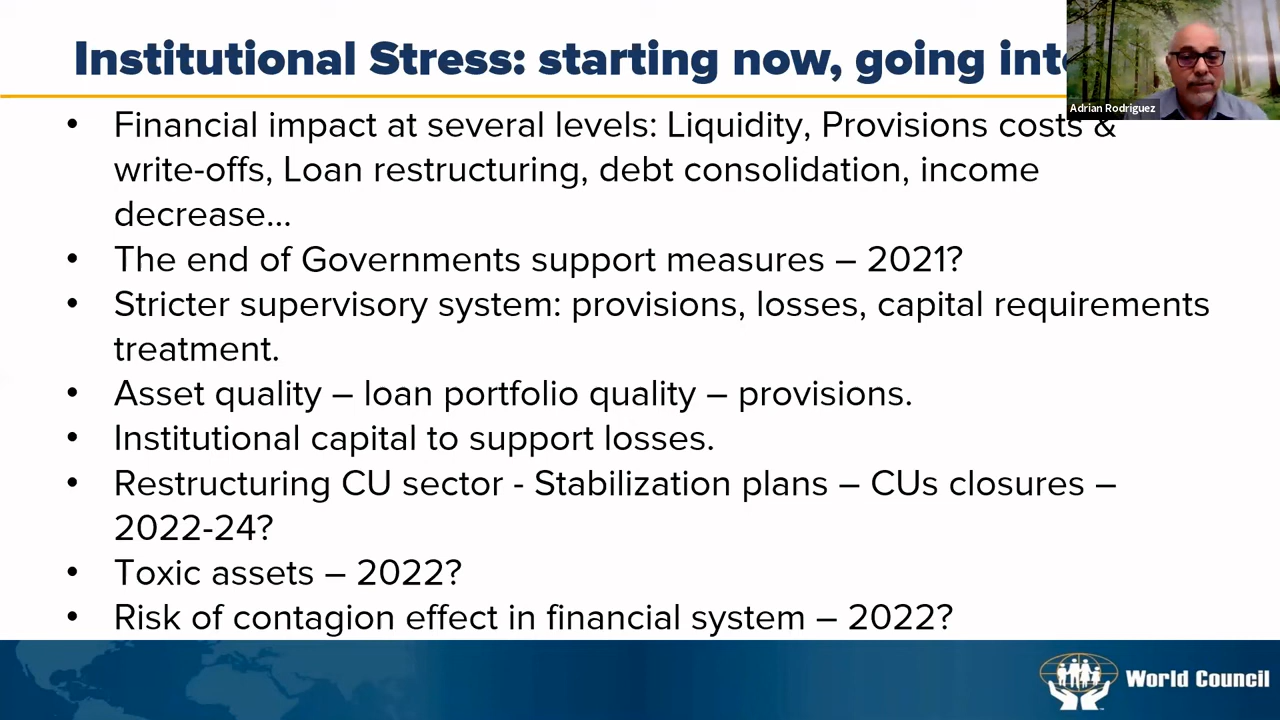 Institutional Stress: starting now, going into
Adrian Rodriguez
• Financial impact at several levels: Liquidity, Provisions costs &
write-offs, Loan restructuring, debt consolidation, income
decrease...
• The end of Governments support measures – 2021?
• Stricter supervisory system: provisions, losses, capital requirements
treatment.
• Asset quality – loan portfolio quality – provisions.
• Institutional capital to support losses.
• Restructuring CU sector - Stabilization plans – CUs closures –
2022-24?
• Toxic assets – 2022?
• Risk of contagion effect in financial system – 2022?
World Council